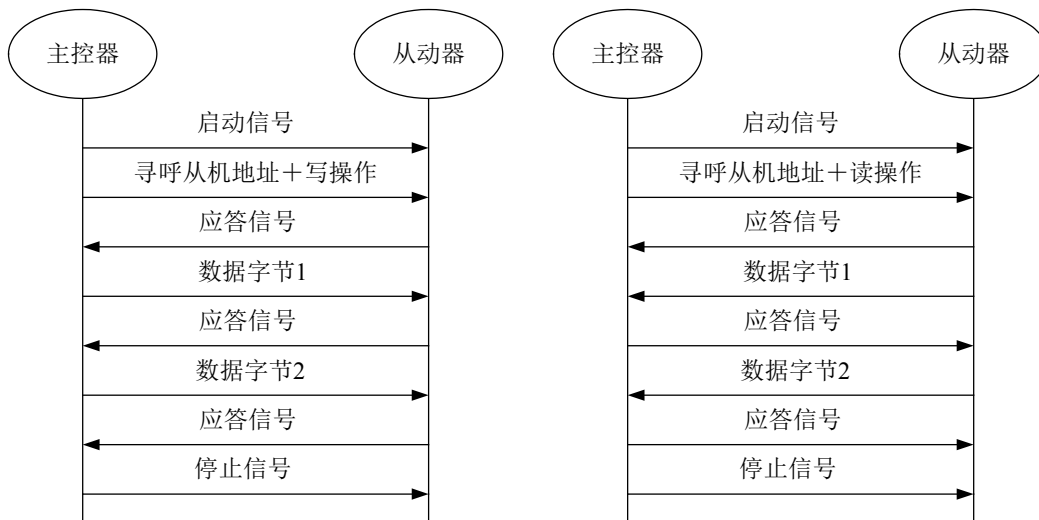 主控器
从动器
启动信号
寻呼从机地址＋写操作
应答信号
数据字节1
应答信号
数据字节2
应答信号
停止信号
主控器
从动器
启动信号
寻呼从机地址＋读操作
应答信号
数据字节1
应答信号
数据字节2
应答信号
停止信号